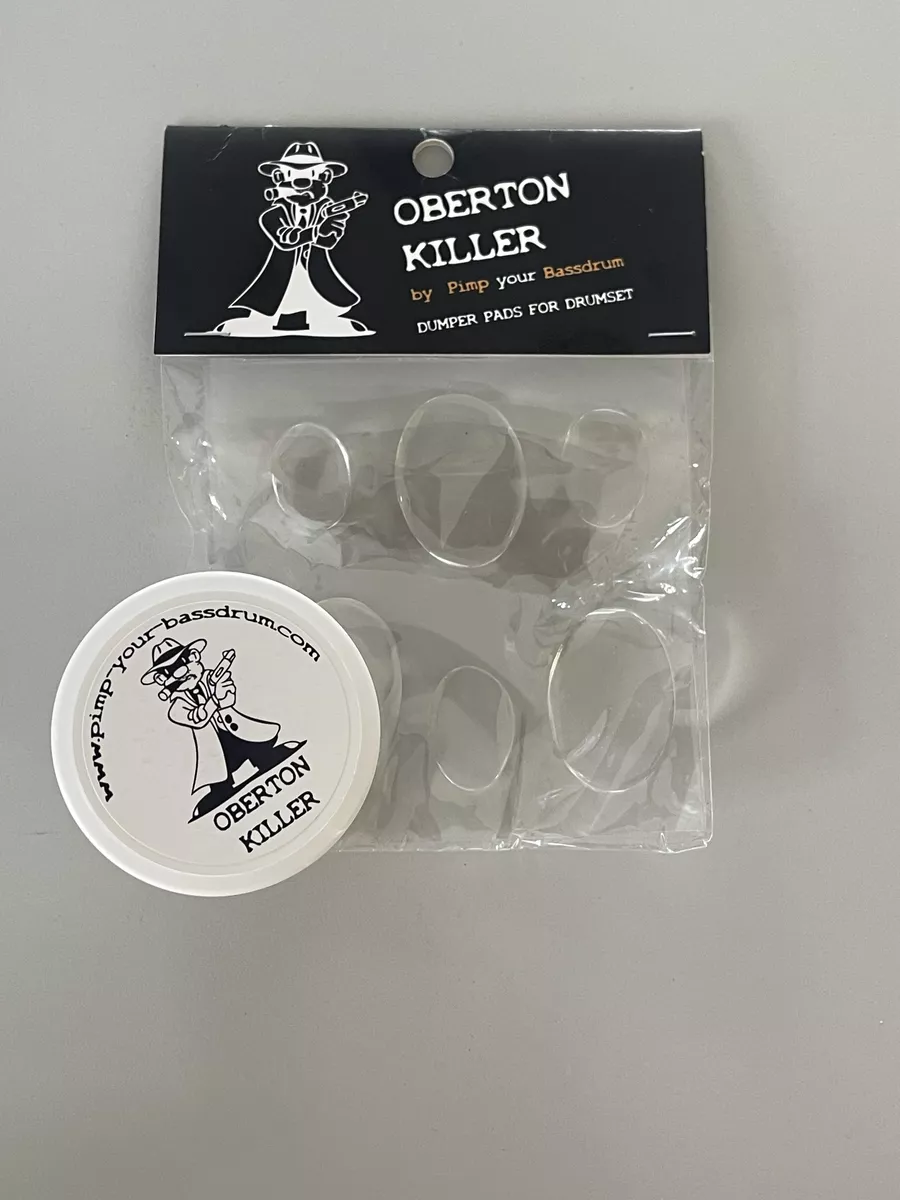 OBERTON
KILLER
by Pimp your Bassdrum
DUMPER PADS FOR DRUMSET
www.pimp-your-bassdrum.com
OBERTON
KILLER